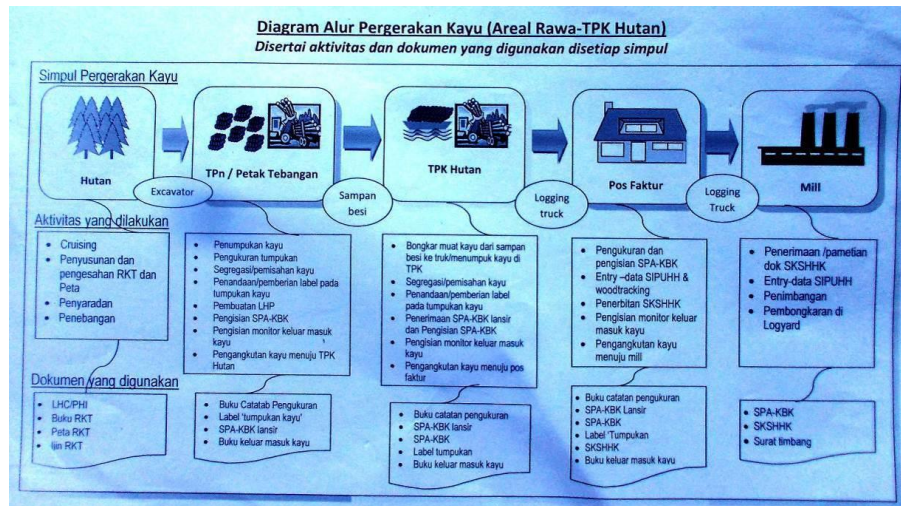 Diagram Alur Pergerakan Kayu (Areal Rawa-TPK Hutan)
Disertai aktivitas dan dokumen yang digunakan disetiap simpul
Simpul Pergerakan Kayu
Hutan
Excavator
TPn / Petak Tebangan
Sampan
besi
TPK Hutan
Logging
truck
Pos Faktur
Logging
Truck
Mill
Aktivitas yang dilakukan
• Cruising
• Penyusunan dan
pengesahan RKT dan
Peta
• Penyaradan
• Penebangan
• Penumpukan kayu
• Pengukuran tumpukan
• Segregasi/pemisahan kayu
• Penandaan/pemberian label pada
tumpukan kayu
• Pembuatan LHP
• Pengisian SPA-KBK
• Pengisian monitor keluar masuk
kayu
• Pengangkutan kayu menuju TPK
Hutan
• Bongkar muat kayu dari sampan
besi ke truk/menumpuk kayu di
TPK
• Segregasi/pemisahan kayu
• Penandaan/pemberian label
pada tumpukan kayu
• Penerimaan SPA-KBK lansir
dan Pengisian SPA-KBK
• Pengisian monitor keluar masuk
kayu
• Pengangkutan kayu menuju pos
faktur
• Pengukuran dan
pengisian SPA-KBK
• Entry –data SIPUHH &
woodtracking
• Penerbitan SKSHHK
• Pengisian monitor keluar
masuk kayu
• Pengangkutan kayu
menuju mill
• Penerimaan /pametian
dok SKSHHK
• Entry-data SIPUHH
• Penimbangan
• Pembongkaran di
Logyard
Dokumen yang digunakan
• LHC/PHI
• Buku RKT
• Peta RKT
• Ijin RKT
• Buku Catatab Pengukuran
• Label 'tumpukan kayu'
• SPA-KBK lansir
• Buku keluar masuk kayu
• Buku catatan pengukuran
• SPA-KBK lansir
• SPA-KBK
• Label tumpukan
• Buku keluar masuk kayu
• Buku catatan pengukuran
• SPA-KBK Lansir
• SPA-KBK
• Label 'Tumpukan
• SKSHHK
• Buku keluar masuk kayu
• SPA-KBK
• SKSHHK
• Surat timbang